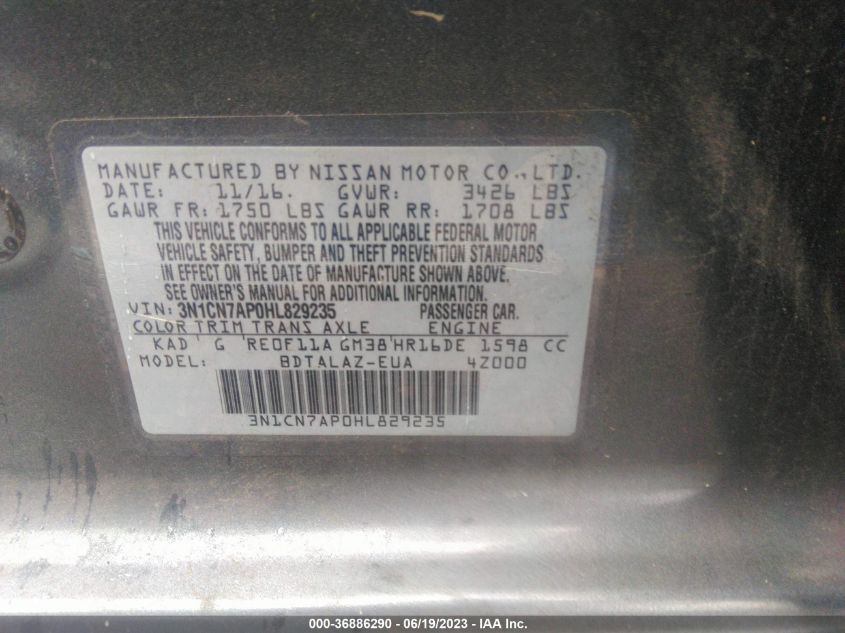 MANUFACTURED BY NISSAN MOTOR CO., LTD.
DATE: 11/16. GVWR: 3426 LBS
GAWR FR: 1750 LBS GAWR RR: 1708 LBS
THIS VEHICLE CONFORMS TO ALL APPLICABLE FEDERAL MOTOR
VEHICLE SAFETY, BUMPER AND THEFT PREVENTION STANDARDS
IN EFFECT ON THE DATE OF MANUFACTURE SHOWN ABOVE.
SEE OWNER'S MANUAL FOR ADDITIONAL INFORMATION.
VIN: 3N1CN7AP0HL829235 PASSENGER CAR.
COLOR TRIM TRANS AXLE ENGINE
KAD G RE0F11A GM38 HR16DE 1598 CC
MODEL: BDTALAZ-EUA 4Z000
3N1CN7AP0HL829235
000-36886290 - 06/19/2023 - IAA Inc.